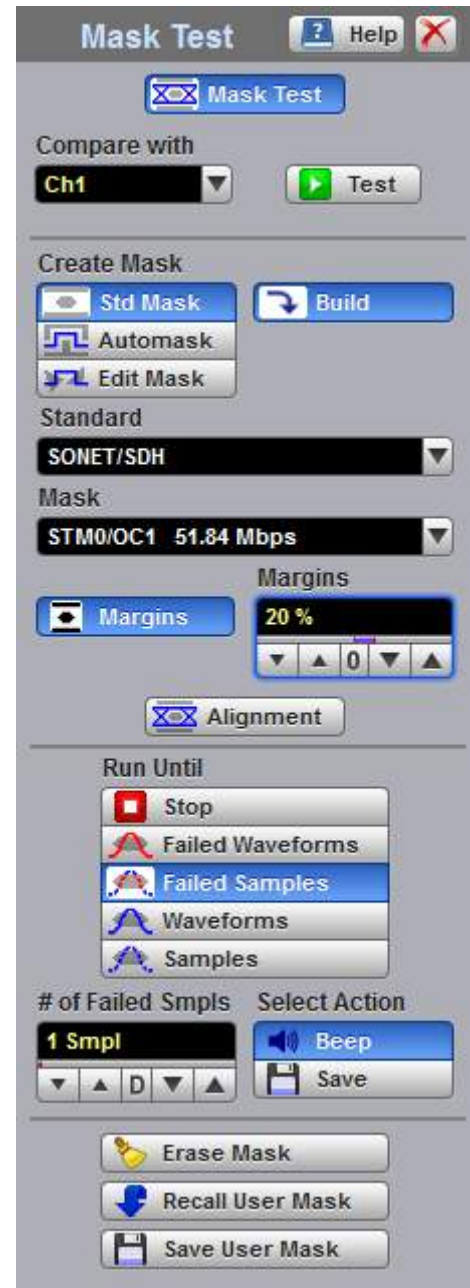 Mask Test Help
Mask Test
Compare with
Ch1 Test
Create Mask
Std Mask Build
Automask
Edit Mask
Standard
SONET/SDH
Mask
STM0/OC1 51.84 Mbps
Margins
Margins 20 %
0
Alignment
Run Until
Stop
Failed Waveforms
Failed Samples
Waveforms
Samples
# of Failed Smpls Select Action
1 Smpl Beep
D Save
Erase Mask
Recall User Mask
Save User Mask